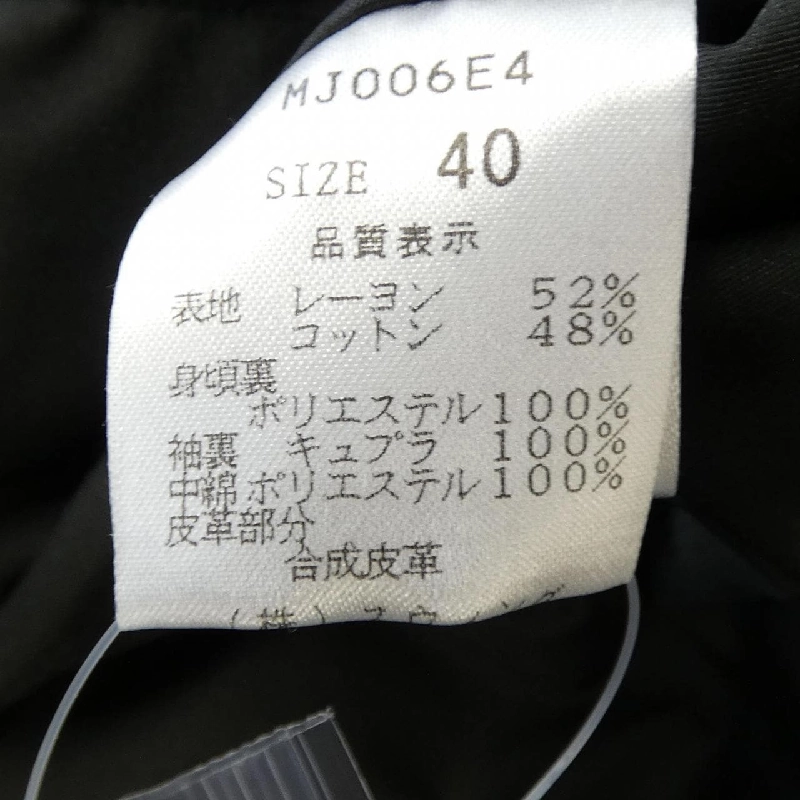 MJ006E4
SIZE 40
品質表示
表地 レーヨン 52%
コットン 48%
身頃裏
ポリエステル100%
袖裏 キュプラ 100%
中綿 ポリエステル100%
皮革部分
合成皮革
(株)